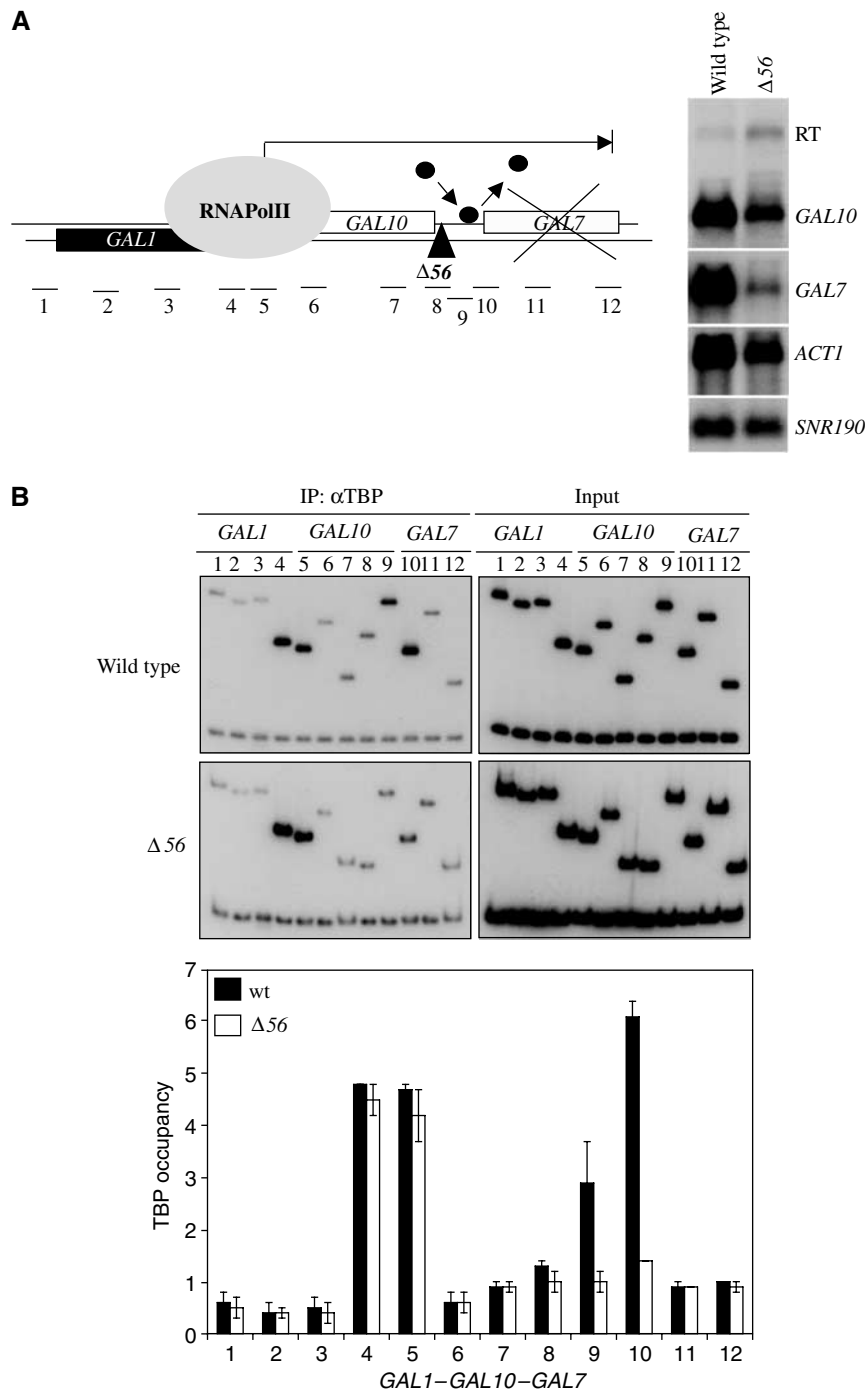 A
Wild type
Δ56
RT
GAL10
GAL7
ACT1
SNR190
RNAPolII
GAL1
GAL10
GAL7
Δ56
1 2 3 4 5 6 7 8 9 10 11 12
B
IP: αTBP
Input
GAL1 GAL10 GAL7 GAL1 GAL10 GAL7
1 2 3 4 5 6 7 8 9 10 11 12 1 2 3 4 5 6 7 8 9 10 11 12
Wild type
Δ56
7
6
5
4
3
2
1
0
TBP occupancy
wt
Δ56
1 2 3 4 5 6 7 8 9 10 11 12
GAL1–GAL10–GAL7